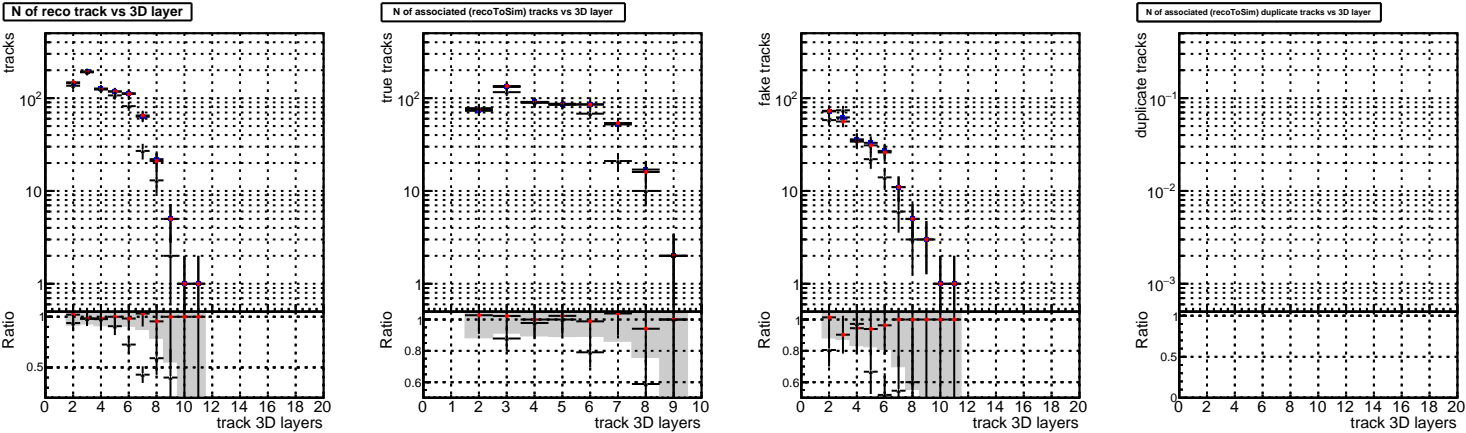 N of reco track vs 3D layer
tracks
10²
10
1
Ratio
1
0.5
0 2 4 6 8 10 12 14 16 18 20
track 3D layers
N of associated (recoToSim) tracks vs 3D layer
true tracks
10²
10
1
Ratio
1
0.8
0.6
0 1 2 3 4 5 6 7 8 9 10
track 3D layers
fake tracks
10²
10
1
Ratio
1
0.8
0.6
0 2 4 6 8 10 12 14 16 18 20
track 3D layers
N of associated (recoToSim) duplicate tracks vs 3D layer
duplicate tracks
10⁻¹
10⁻²
10⁻³
Ratio
1
0.5
0
0 2 4 6 8 10 12 14 16 18 20
track 3D layers